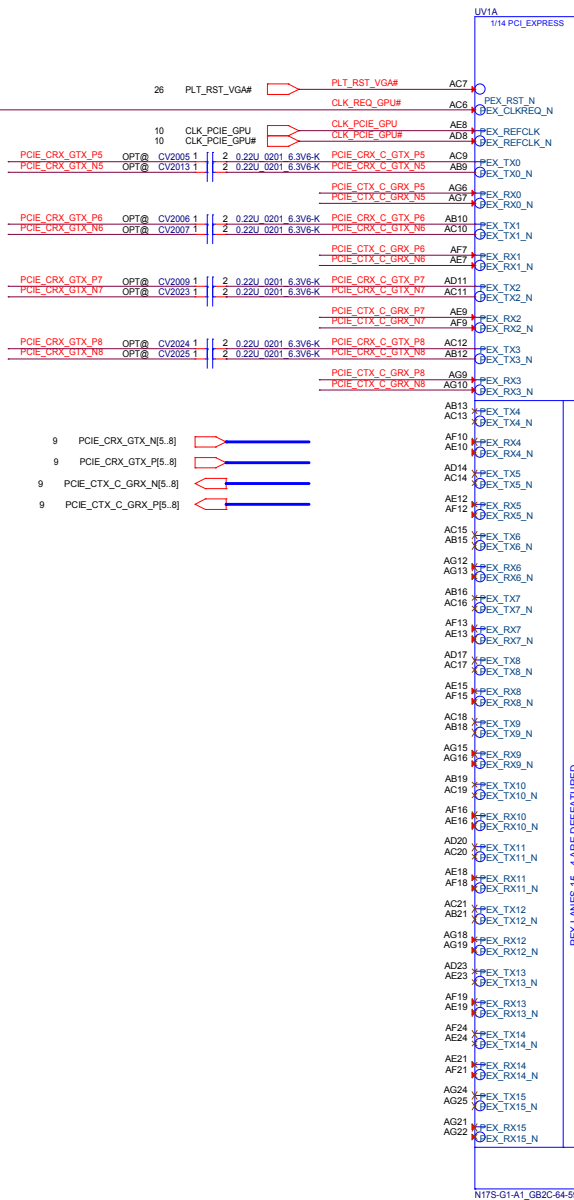 UV1A
1/14 PCI_EXPRESS
26 PLT_RST_VGA# PLT_RST_VGA# AC7 PEX_RST_N
CLK_REQ_GPU# AC6 PEX_CLKREQ_N
10 CLK_PCIE_GPU CLK_PCIE_GPU AE8 PEX_REFCLK
10 CLK_PCIE_GPU# CLK_PCIE_GPU# AD8 PEX_REFCLK_N
PCIE_CRX_GTX_P5 OPT@ CV2005 1 2 0.22U_0201_6.3V6-K PCIE_CRX_C_GTX_P5 AC9 PEX_TX0
PCIE_CRX_GTX_N5 OPT@ CV2013 1 2 0.22U_0201_6.3V6-K PCIE_CRX_C_GTX_N5 AB9 PEX_TX0_N
PCIE_CTX_C_GRX_P5 AG6 PEX_RX0
PCIE_CTX_C_GRX_N5 AG7 PEX_RX0_N
PCIE_CRX_GTX_P6 OPT@ CV2006 1 2 0.22U_0201_6.3V6-K PCIE_CRX_C_GTX_P6 AB10 PEX_TX1
PCIE_CRX_GTX_N6 OPT@ CV2007 1 2 0.22U_0201_6.3V6-K PCIE_CRX_C_GTX_N6 AC10 PEX_TX1_N
PCIE_CTX_C_GRX_P6 AF7 PEX_RX1
PCIE_CTX_C_GRX_N6 AE7 PEX_RX1_N
PCIE_CRX_GTX_P7 OPT@ CV2009 1 2 0.22U_0201_6.3V6-K PCIE_CRX_C_GTX_P7 AD11 PEX_TX2
PCIE_CRX_GTX_N7 OPT@ CV2023 1 2 0.22U_0201_6.3V6-K PCIE_CRX_C_GTX_N7 AC11 PEX_TX2_N
PCIE_CTX_C_GRX_P7 AE9 PEX_RX2
PCIE_CTX_C_GRX_N7 AF9 PEX_RX2_N
PCIE_CRX_GTX_P8 OPT@ CV2024 1 2 0.22U_0201_6.3V6-K PCIE_CRX_C_GTX_P8 AC12 PEX_TX3
PCIE_CRX_GTX_N8 OPT@ CV2025 1 2 0.22U_0201_6.3V6-K PCIE_CRX_C_GTX_N8 AB12 PEX_TX3_N
PCIE_CTX_C_GRX_P8 AG9 PEX_RX3
PCIE_CTX_C_GRX_N8 AG10 PEX_RX3_N
AB13 PEX_TX4
AC13 PEX_TX4_N
9 PCIE_CRX_GTX_N[5..8] AF10 PEX_RX4
AE10 PEX_RX4_N
9 PCIE_CRX_GTX_P[5..8] AD14 PEX_TX5
9 PCIE_CTX_C_GRX_N[5..8] AC14 PEX_TX5_N
9 PCIE_CTX_C_GRX_P[5..8] AE12 PEX_RX5
AF12 PEX_RX5_N
AC15 PEX_TX6
AB15 PEX_TX6_N
AG12 PEX_RX6
AG13 PEX_RX6_N
AB16 PEX_TX7
AC16 PEX_TX7_N
AF13 PEX_RX7
AE13 PEX_RX7_N
AD17 PEX_TX8
AC17 PEX_TX8_N
AE15 PEX_RX8
AF15 PEX_RX8_N
AC18 PEX_TX9
AB18 PEX_TX9_N
AG15 PEX_RX9
AG16 PEX_RX9_N
AB19 PEX_TX10
AC19 PEX_TX10_N
AF16 PEX_RX10
AE16 PEX_RX10_N
AD20 PEX_TX11
AC20 PEX_TX11_N
AE18 PEX_RX11
AF18 PEX_RX11_N
AC21 PEX_TX12
AB21 PEX_TX12_N
AG18 PEX_RX12
AG19 PEX_RX12_N
AD23 PEX_TX13
AE23 PEX_TX13_N
AF19 PEX_RX13
AE19 PEX_RX13_N
AF24 PEX_TX14
AE24 PEX_TX14_N
AE21 PEX_RX14
AF21 PEX_RX14_N
AG24 PEX_TX15
AG25 PEX_TX15_N
AG21 PEX_RX15
AG22 PEX_RX15_N
PEX LANES 15 - 4 ARE DEFEATURED